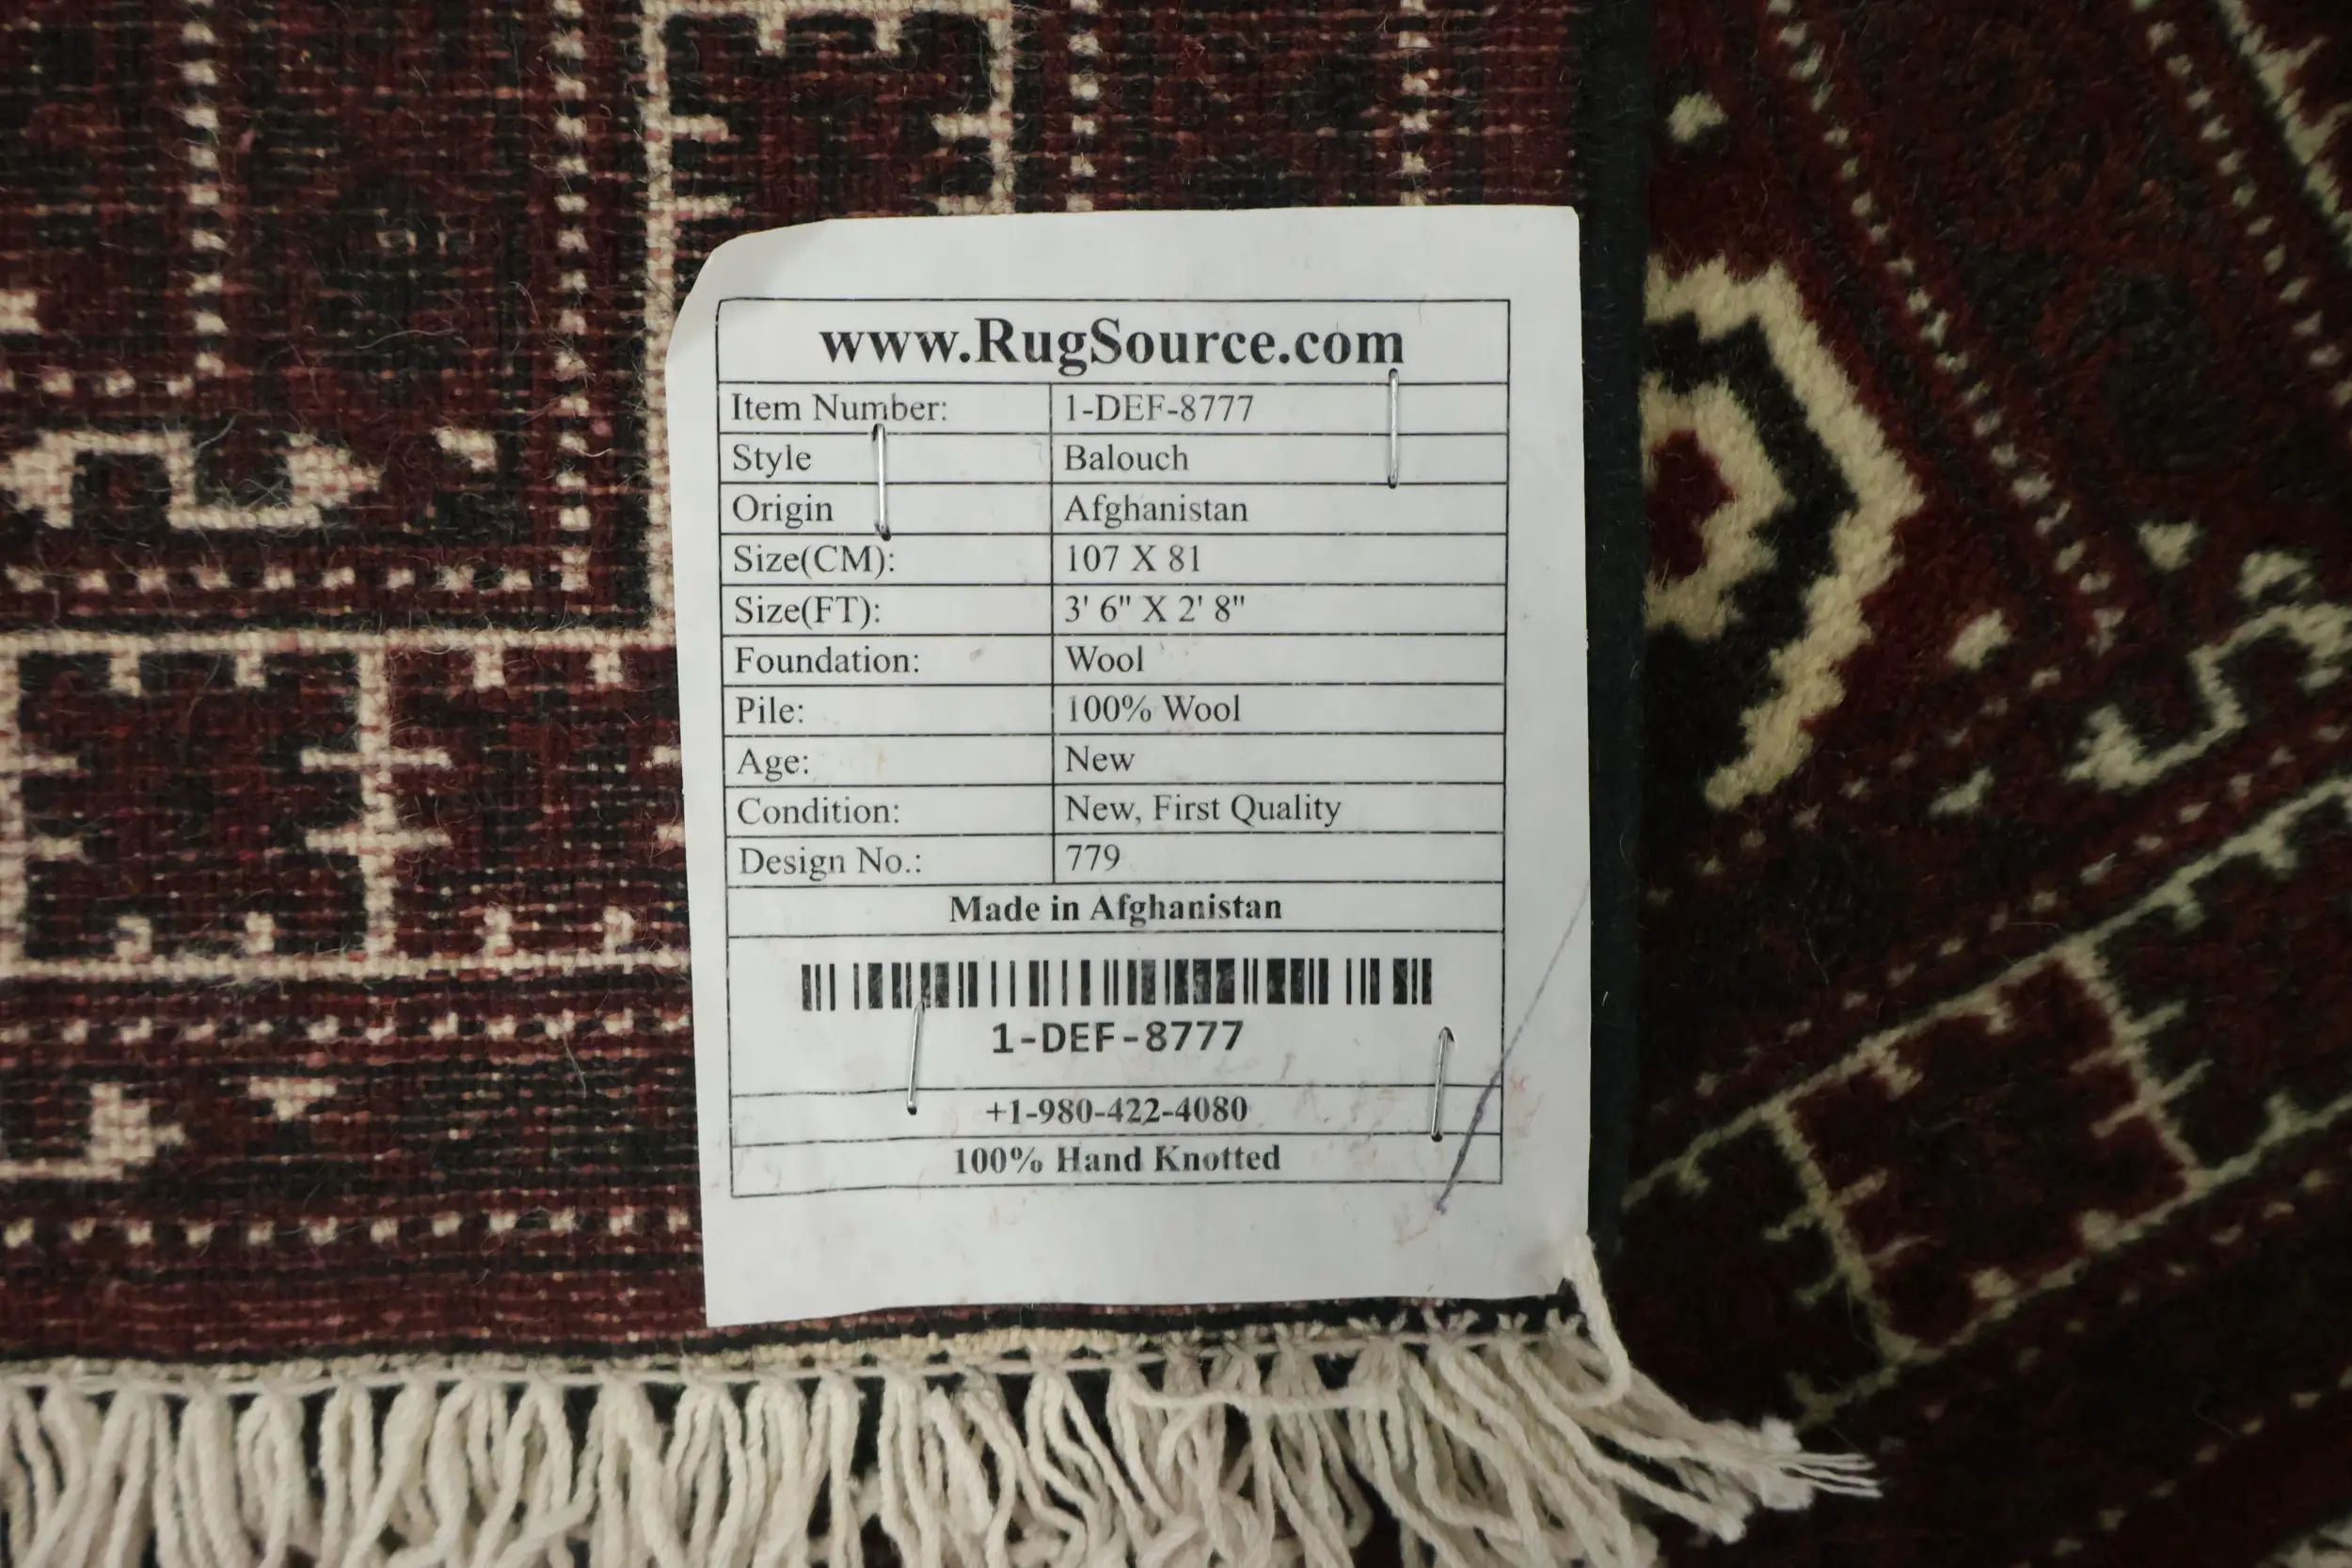 www.RugSource.com
Item Number: 1-DEF-8777
Style Balouch
Origin Afghanistan
Size(CM): 107 X 81
Size(FT): 3' 6" X 2' 8"
Foundation: Wool
Pile: 100% Wool
Age: New
Condition: New, First Quality
Design No.: 779
Made in Afghanistan
1-DEF-8777
+1-980-422-4080
100% Hand Knotted